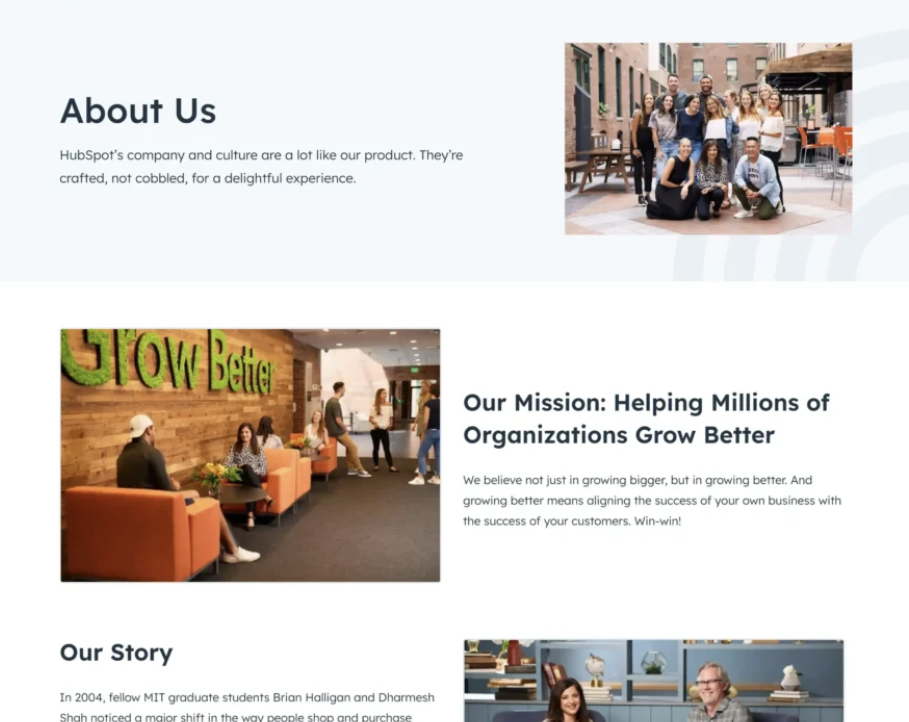 About Us
HubSpot's company and culture are a lot like our product. They're
crafted, not cobbled, for a delightful experience.
Grow Better
Our Mission: Helping Millions of
Organizations Grow Better
We believe not just in growing bigger, but in growing better. And
growing better means aligning the success of your own business with
the success of your customers. Win-win!
Our Story
In 2004, fellow MIT graduate students Brian Halligan and Dharmesh
Shah noticed a major shift in the way people shop and purchase